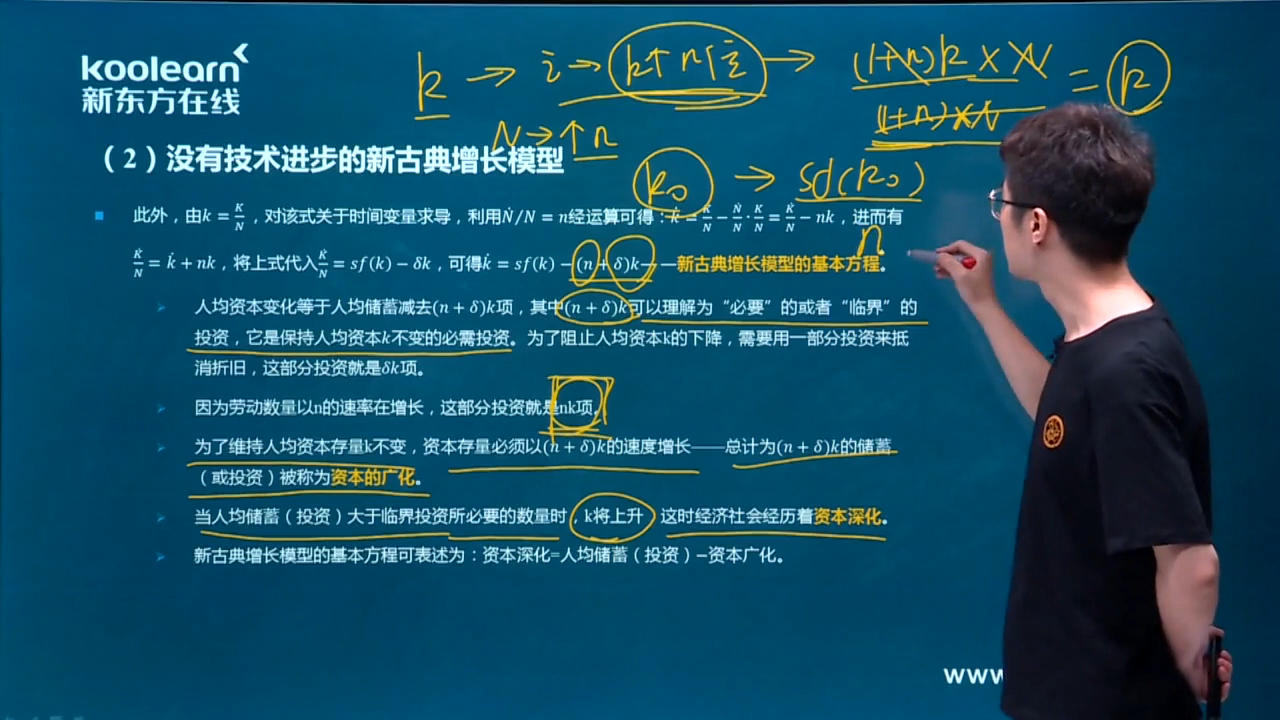 koolearn
新东方在线
k → i → k↑ n↑ i → (1+n)k × N / (1+n)×N = k
N → ↑ n
k₀ → sf(k₀)
n
（2）没有技术进步的新古典增长模型
此外，由k = K/N，对该式关于时间变量求导，利用Ṅ/N = n经运算可得：k̇ = K̇/N − Ṅ/N · K/N = K̇/N − nk，进而有
K̇/N = k̇ + nk，将上式代入K̇/N = sf(k) − δk，可得k̇ = sf(k) − (n + δ)k——新古典增长模型的基本方程。
人均资本变化等于人均储蓄减去(n + δ)k项，其中(n + δ)k可以理解为“必要”的或者“临界”的
投资，它是保持人均资本k不变的必需投资。为了阻止人均资本k的下降，需要用一部分投资来抵
消折旧，这部分投资就是δk项。
因为劳动数量以n的速率在增长，这部分投资就是nk项。
为了维持人均资本存量k不变，资本存量必须以(n + δ)k的速度增长——总计为(n + δ)k的储蓄
（或投资）被称为资本的广化。
当人均储蓄（投资）大于临界投资所必要的数量时，k将上升，这时经济社会经历着资本深化。
新古典增长模型的基本方程可表述为：资本深化=人均储蓄（投资）−资本广化。
www